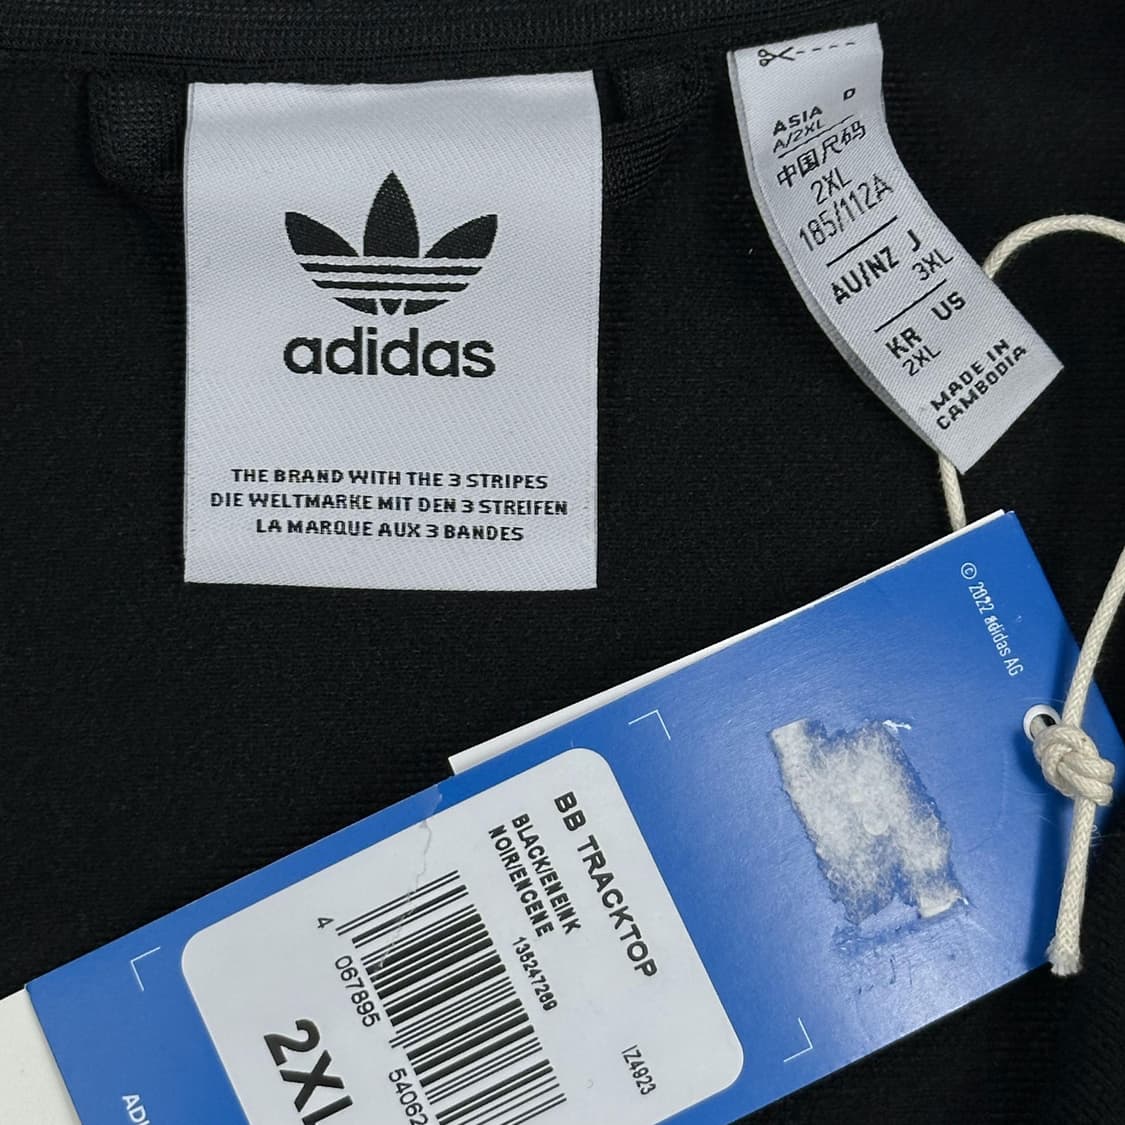 adidas
THE BRAND WITH THE 3 STRIPES
DIE WELTMARKE MIT DEN 3 STREIFEN
LA MARQUE AUX 3 BANDES
ASIA D
A/2XL
中国尺码
2XL
185/112A
AU/NZ J
3XL
KR US
2XL
MADE IN
CAMBODIA
© 2022 adidas AG
BB TRACKTOP
BLACK/ENEINK
NOIR/ENCENE
IZ4923
4 067895 54062
2XL